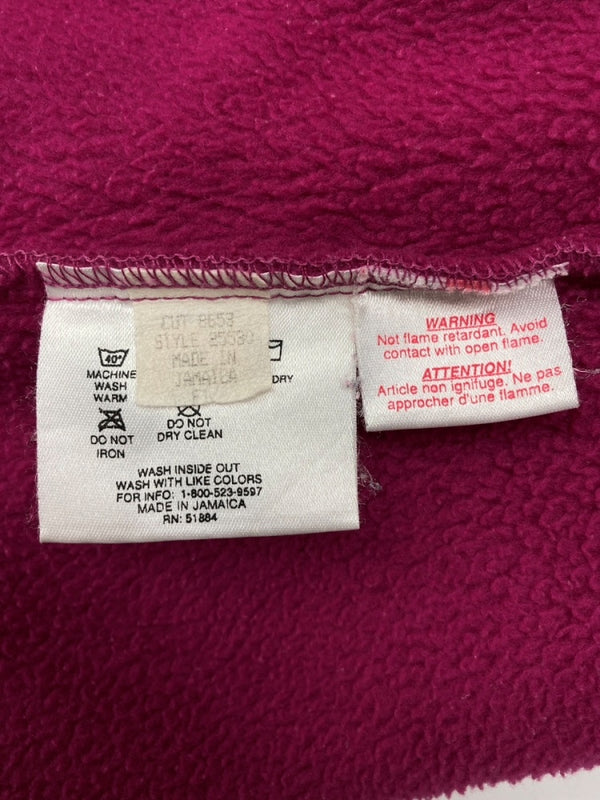 CUT 8653
STYLE
MADE IN
JAMAICA
40°
MACHINE
WASH
WARM
DRY
DO NOT
IRON
DO NOT
DRY CLEAN
WASH INSIDE OUT
WASH WITH LIKE COLORS
FOR INFO: 1-800-523-9597
MADE IN JAMAICA
RN: 51884
WARNING
Not flame retardant. Avoid
contact with open flame.
ATTENTION!
Article non ignifuge. Ne pas
approcher d'une flamme.